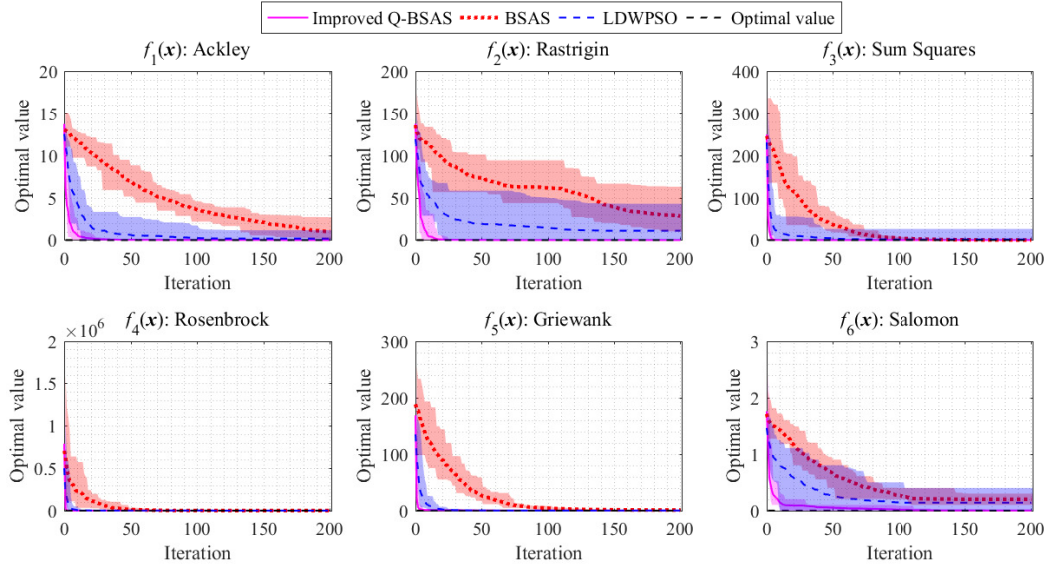 Improved Q-BSAS BSAS LDWPSO Optimal value
f1(x): Ackley
20
15
10
5
0
Optimal value
0 50 100 150 200
Iteration
f2(x): Rastrigin
200
150
100
50
0
Optimal value
0 50 100 150 200
Iteration
f3(x): Sum Squares
400
300
200
100
0
Optimal value
0 50 100 150 200
Iteration
f4(x): Rosenbrock
×10^6
2
1.5
1
0.5
0
Optimal value
0 50 100 150 200
Iteration
f5(x): Griewank
300
200
100
0
Optimal value
0 50 100 150 200
Iteration
f6(x): Salomon
3
2
1
0
Optimal value
0 50 100 150 200
Iteration